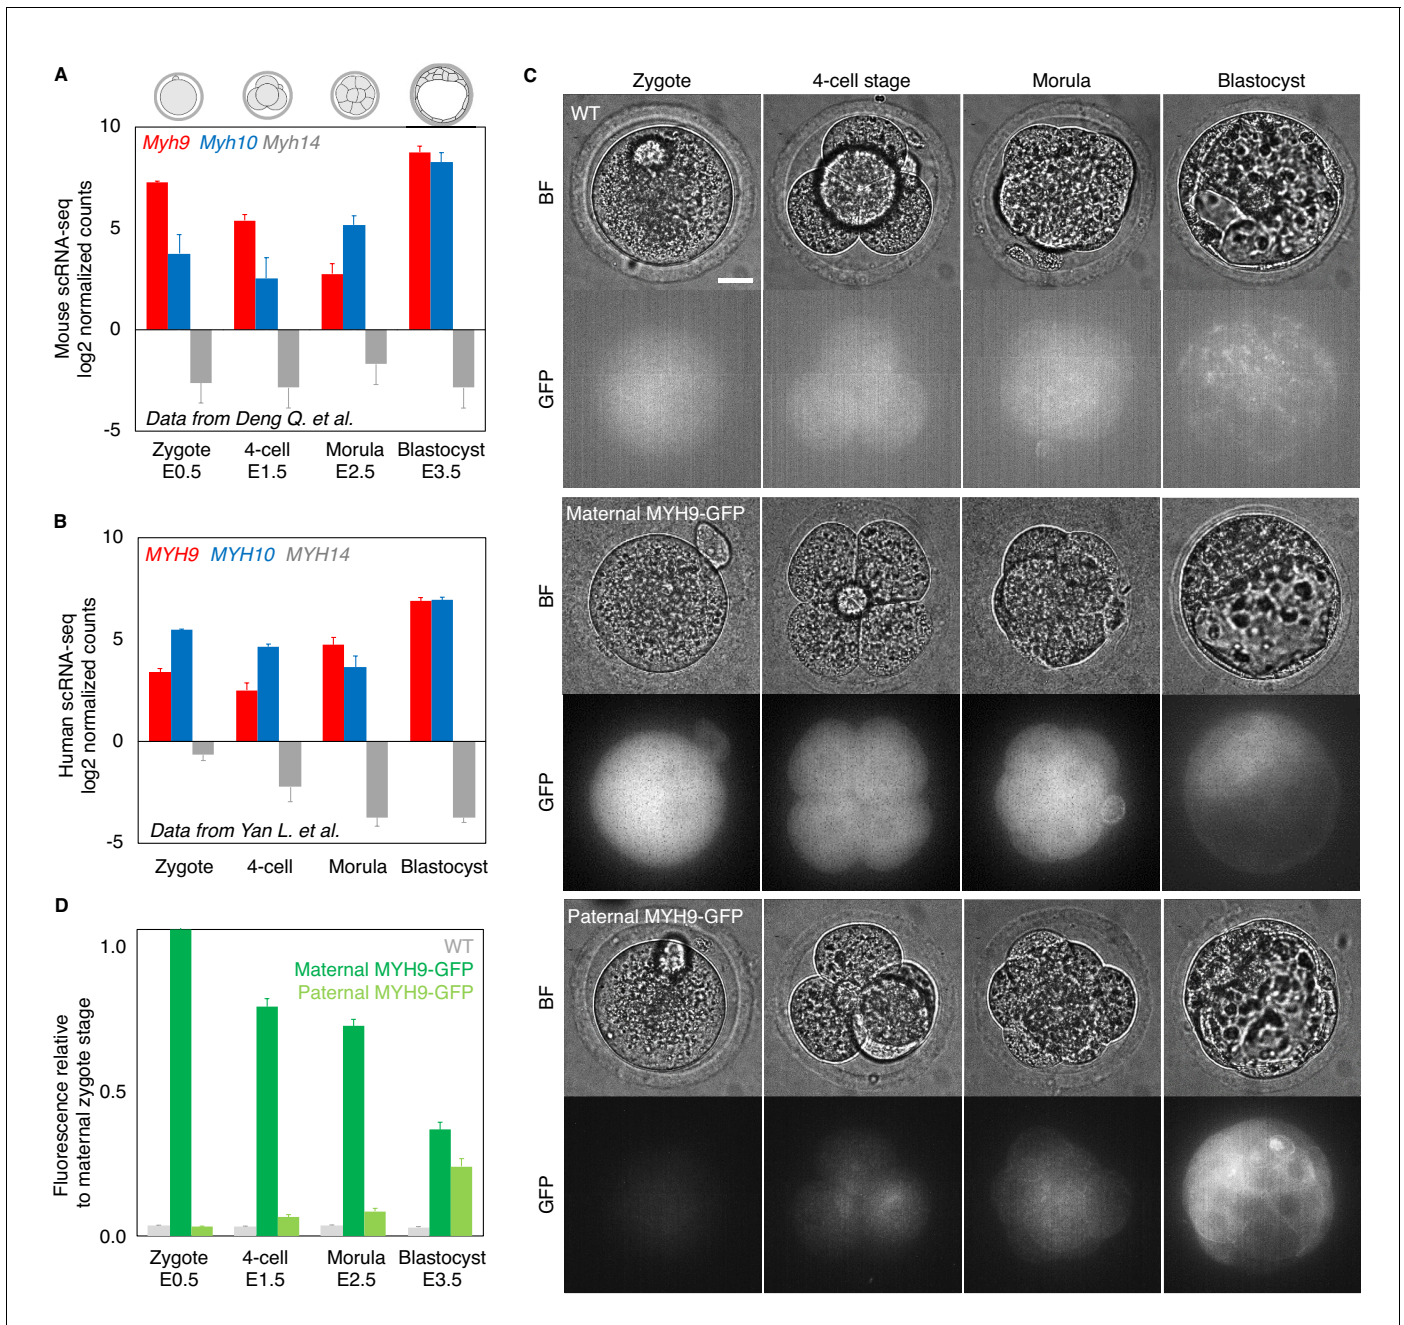 A
10
5
0
-5
Mouse scRNA-seq
log2 normalized counts
Myh9 Myh10 Myh14
Data from Deng Q. et al.
Zygote 4-cell Morula Blastocyst
E0.5 E1.5 E2.5 E3.5
B
10
5
0
-5
Human scRNA-seq
log2 normalized counts
MYH9 MYH10 MYH14
Data from Yan L. et al.
Zygote 4-cell Morula Blastocyst
D
1.0
0.5
0.0
Fluorescence relative
to maternal zygote stage
WT
Maternal MYH9-GFP
Paternal MYH9-GFP
Zygote 4-cell Morula Blastocyst
E0.5 E1.5 E2.5 E3.5
C
Zygote 4-cell stage Morula Blastocyst
WT
BF
GFP
Maternal MYH9-GFP
BF
GFP
Paternal MYH9-GFP
BF
GFP